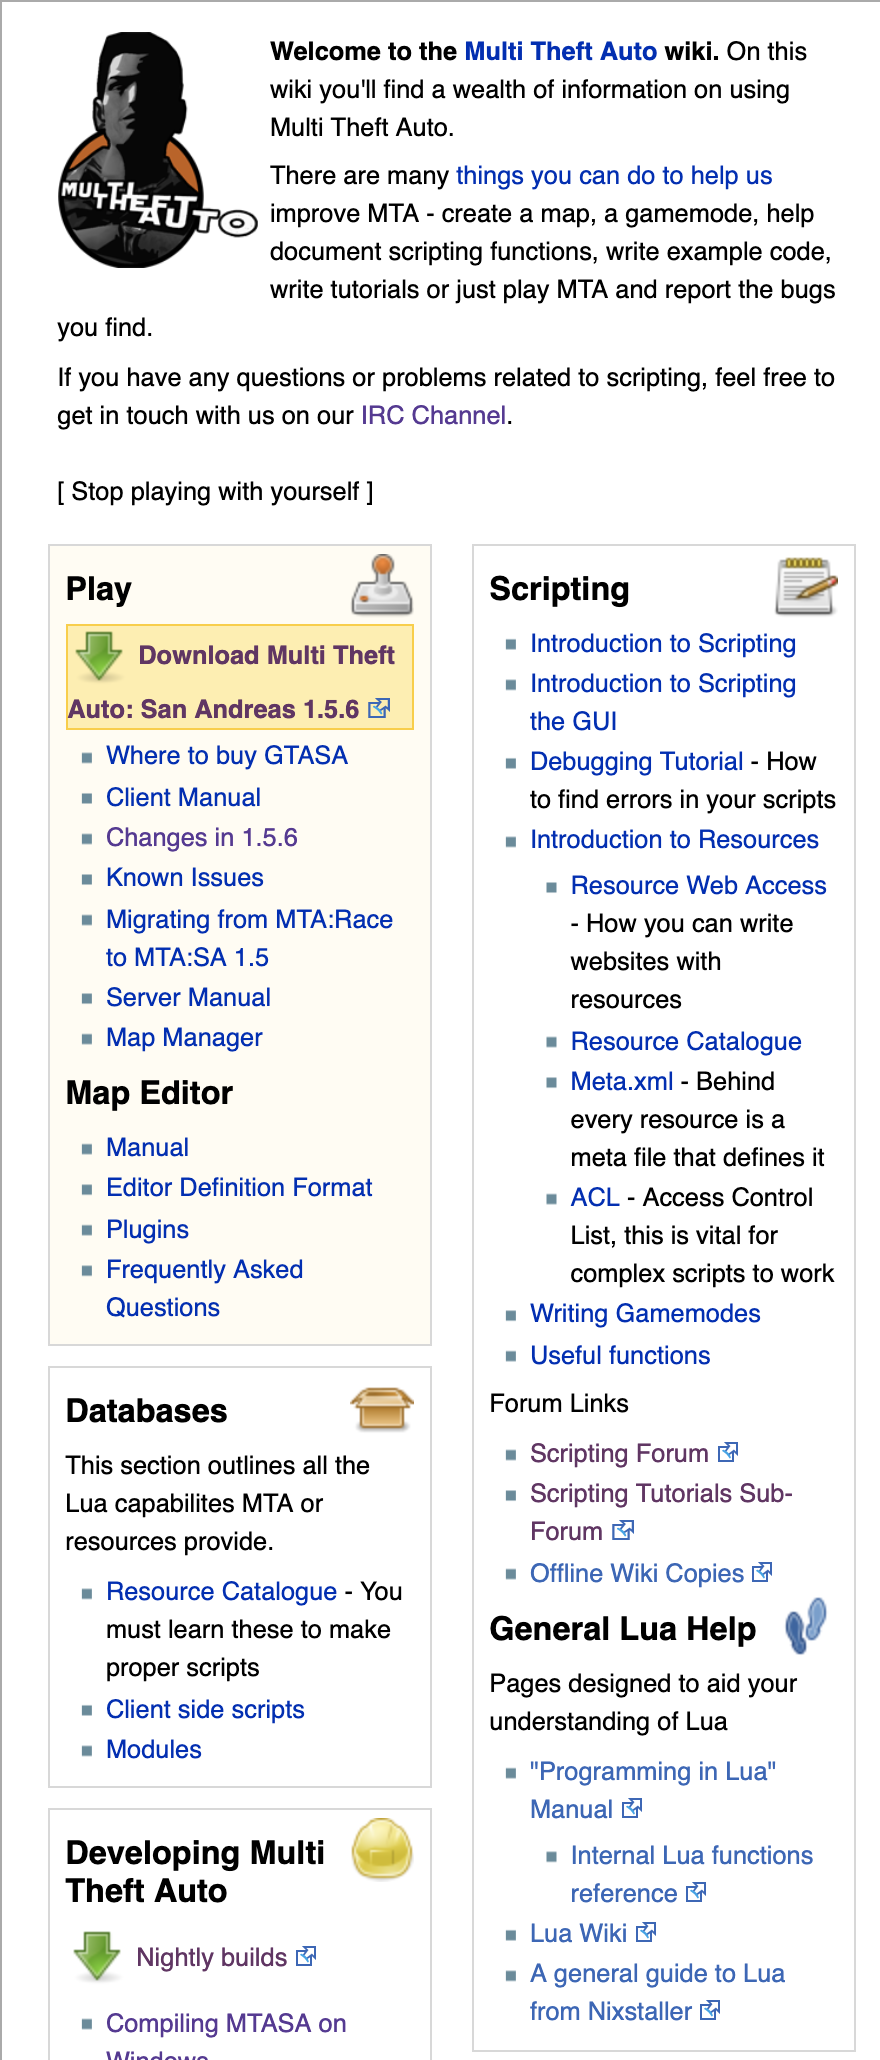 MULTI THEFT AUTO
Welcome to the Multi Theft Auto wiki. On this
wiki you'll find a wealth of information on using
Multi Theft Auto.
There are many things you can do to help us
improve MTA - create a map, a gamemode, help
document scripting functions, write example code,
write tutorials or just play MTA and report the bugs
you find.
If you have any questions or problems related to scripting, feel free to
get in touch with us on our IRC Channel.
[ Stop playing with yourself ]
Play
Download Multi Theft
Auto: San Andreas 1.5.6
Where to buy GTASA
Client Manual
Changes in 1.5.6
Known Issues
Migrating from MTA:Race
to MTA:SA 1.5
Server Manual
Map Manager
Map Editor
Manual
Editor Definition Format
Plugins
Frequently Asked
Questions
Databases
This section outlines all the
Lua capabilites MTA or
resources provide.
Resource Catalogue - You
must learn these to make
proper scripts
Client side scripts
Modules
Developing Multi
Theft Auto
Nightly builds
Compiling MTASA on
Windows
Scripting
Introduction to Scripting
Introduction to Scripting
the GUI
Debugging Tutorial - How
to find errors in your scripts
Introduction to Resources
Resource Web Access
- How you can write
websites with
resources
Resource Catalogue
Meta.xml - Behind
every resource is a
meta file that defines it
ACL - Access Control
List, this is vital for
complex scripts to work
Writing Gamemodes
Useful functions
Forum Links
Scripting Forum
Scripting Tutorials Sub-
Forum
Offline Wiki Copies
General Lua Help
Pages designed to aid your
understanding of Lua
"Programming in Lua"
Manual
Internal Lua functions
reference
Lua Wiki
A general guide to Lua
from Nixstaller